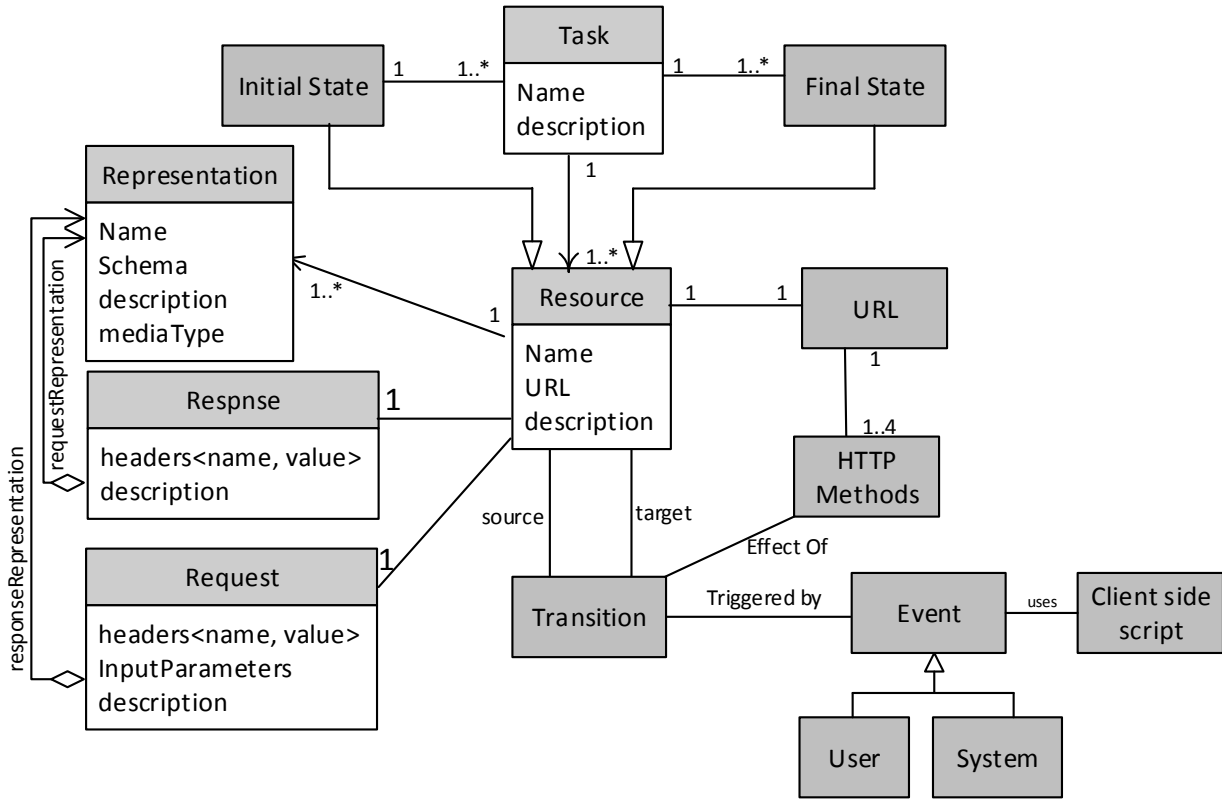 Task
Name
description
Initial State
1
1..*
1
1..*
Final State
1
1..*
Representation
Name
Schema
description
mediaType
1..*
1
Resource
Name
URL
description
1
1
URL
1
1..4
HTTP
Methods
Respnse
headers<name, value>
description
1
Request
headers<name, value>
InputParameters
description
1
requestRepresentation
responseRepresentation
source
target
Effect Of
Transition
Triggered by
Event
uses
Client side
script
User
System